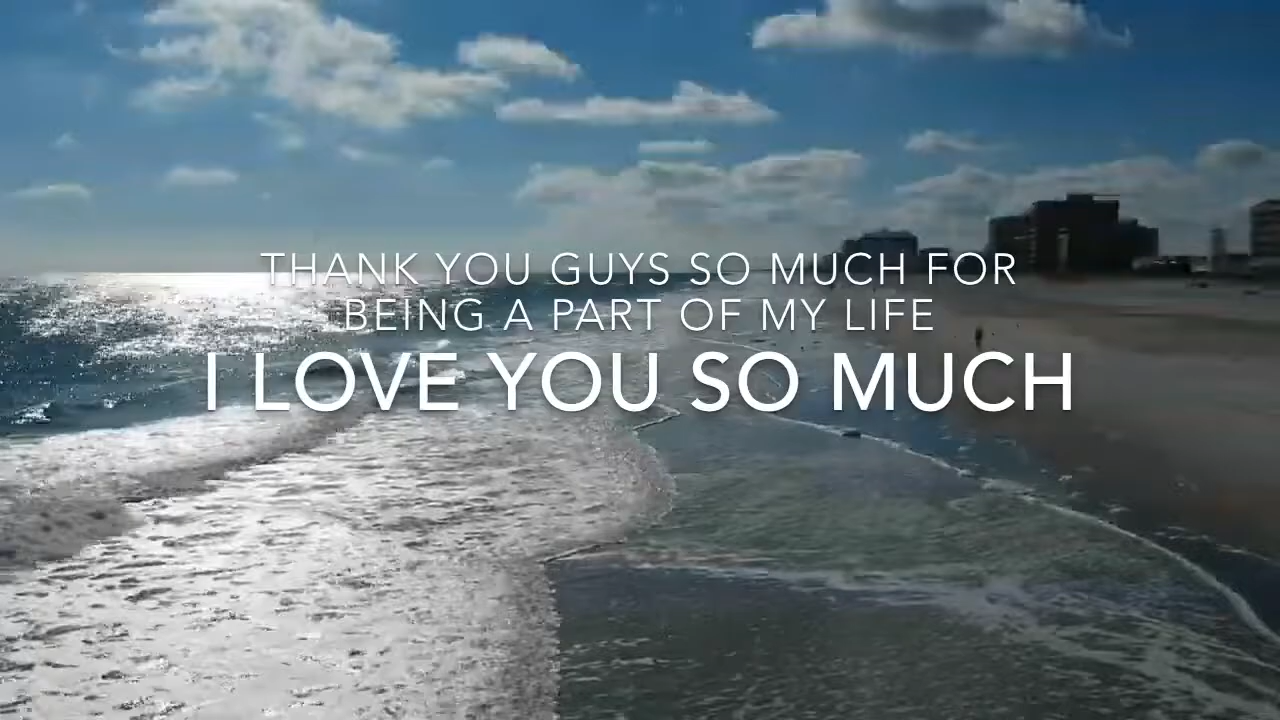 THANK YOU GUYS SO MUCH FOR
BEING A PART OF MY LIFE
I LOVE YOU SO MUCH